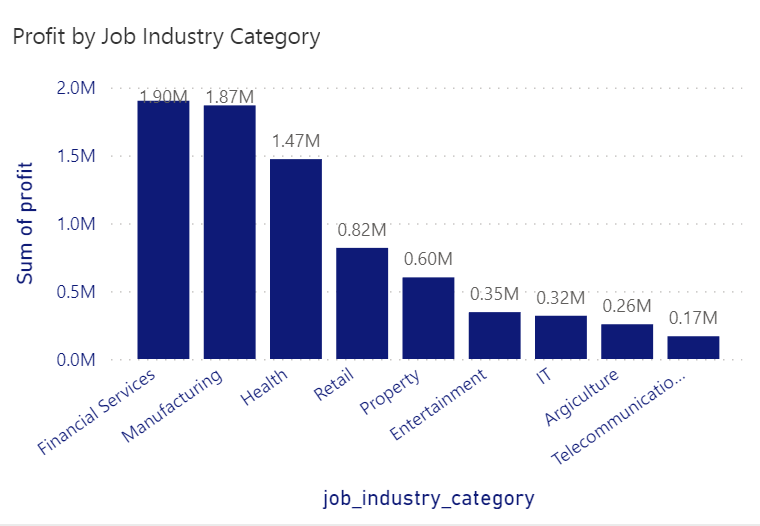 Profit by Job Industry Category
2.0M
1.5M
1.0M
0.5M
0.0M
Sum of profit
1.90M
1.87M
1.47M
0.82M
0.60M
0.35M
0.32M
0.26M
0.17M
Financial Services
Manufacturing
Health
Retail
Property
Entertainment
IT
Argiculture
Telecommunicatio...
job_industry_category